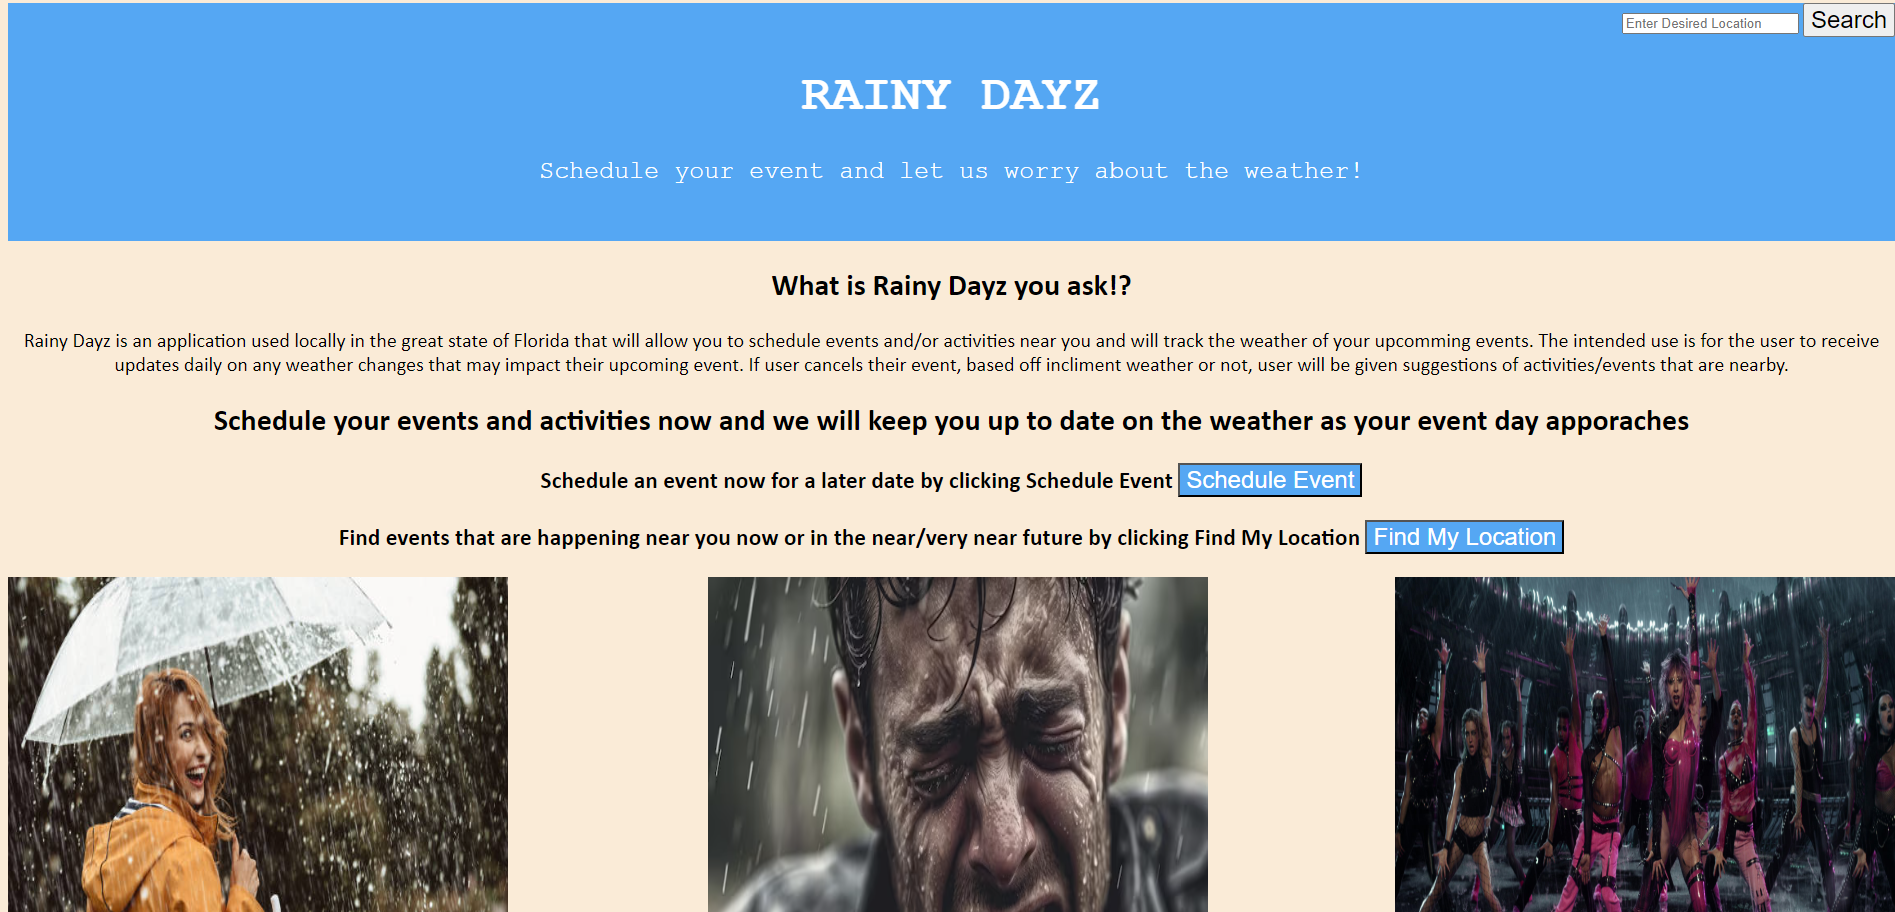 Enter Desired Location Search
RAINY DAYZ
Schedule your event and let us worry about the weather!
What is Rainy Dayz you ask!?
Rainy Dayz is an application used locally in the great state of Florida that will allow you to schedule events and/or activities near you and will track the weather of your upcomming events. The intended use is for the user to receive
updates daily on any weather changes that may impact their upcoming event. If user cancels their event, based off incliment weather or not, user will be given suggestions of activities/events that are nearby.
Schedule your events and activities now and we will keep you up to date on the weather as your event day apporaches
Schedule an event now for a later date by clicking Schedule Event Schedule Event
Find events that are happening near you now or in the near/very near future by clicking Find My Location Find My Location